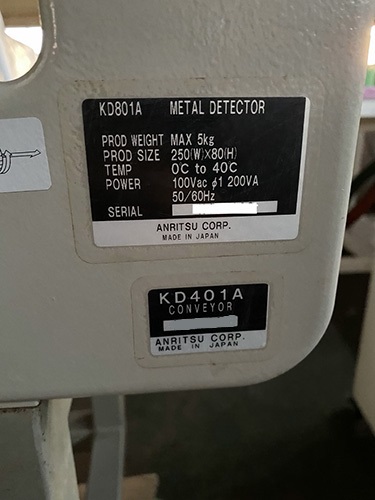 KD801A METAL DETECTOR
PROD WEIGHT MAX 5kg
PROD SIZE 250(W)X80(H)
TEMP 0C to 40C
POWER 100Vac ϕ1 200VA
50/60Hz
SERIAL
ANRITSU CORP.
MADE IN JAPAN
KD401A
CONVEYOR
ANRITSU CORP.
MADE IN JAPAN